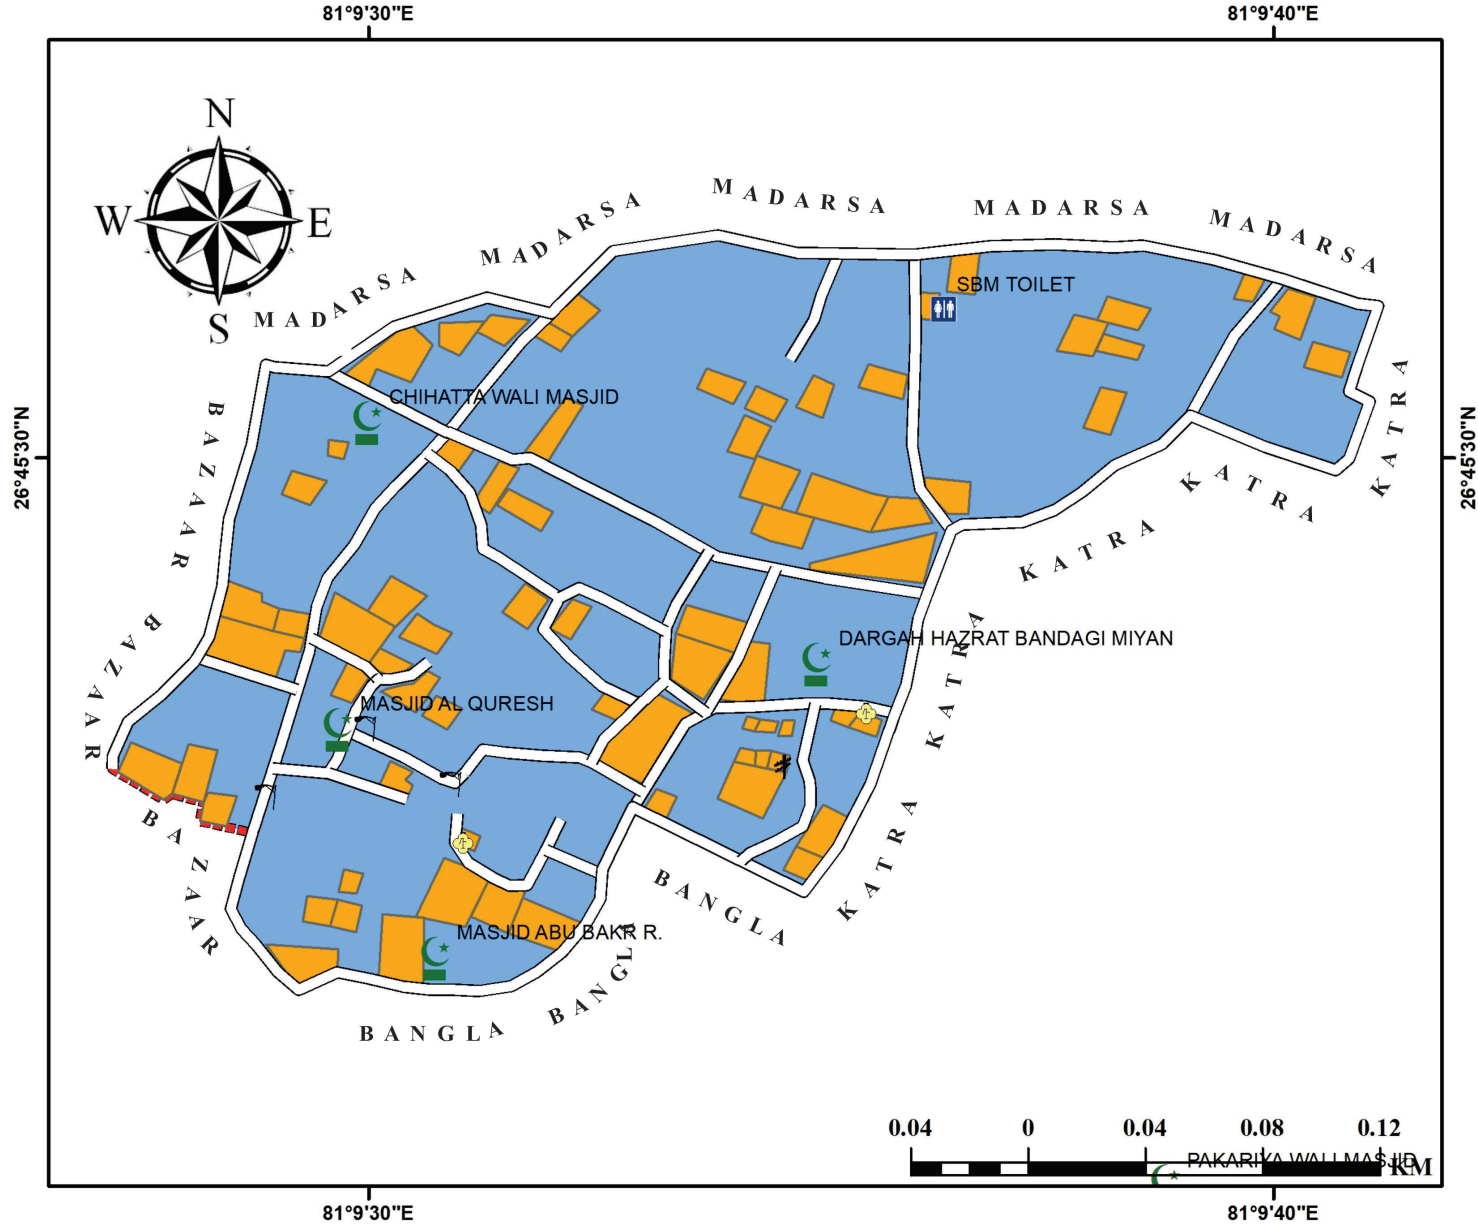 81°9'30"E
81°9'40"E
N
W
E
S
MADARSA
MADARSA
MADARSA
MADARSA
MADARSA
SBM TOILET
CHIHATTA WALI MASJID
BAZAAR
KATRA
26°45'30"N
26°45'30"N
KATRA
KATRA
BAZAAR
KATRA
DARGAH HAZRAT BANDAGI MIYAN
MASJID AL QURESH
KATRA
BAZAAR
BANGLA
MASJID ABU BAKR R.
BANGLA
BANGLA
0.04
0
0.04
0.08
0.12
KM
PAKARIYA WALI MASJID
81°9'30"E
81°9'40"E